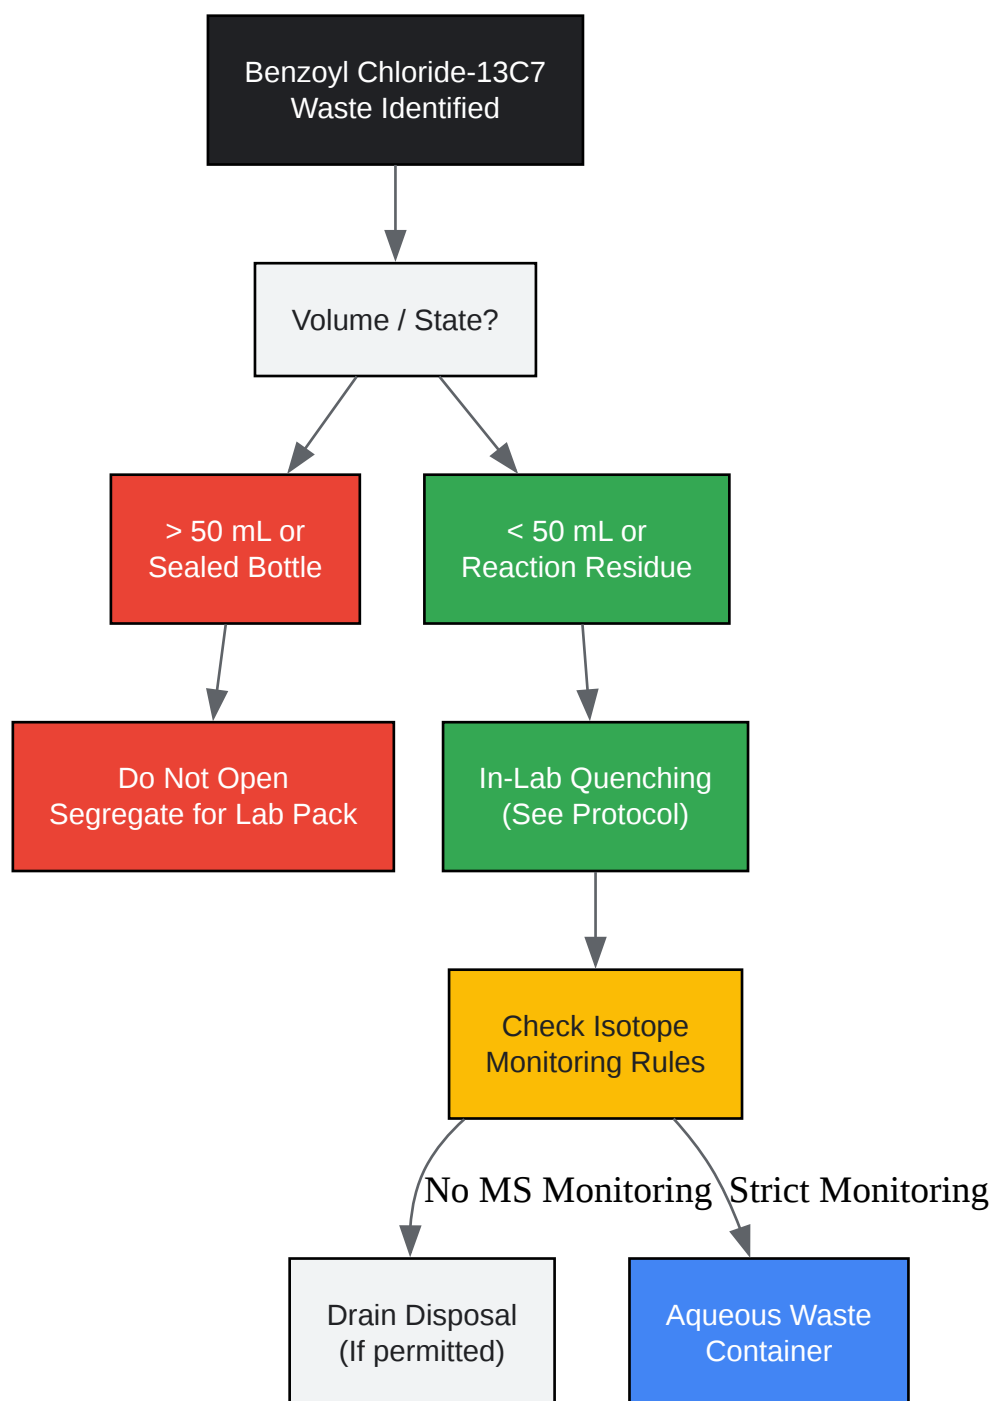 Benzoyl Chloride-13C7
Waste Identified
Volume / State?
> 50 mL or
Sealed Bottle
< 50 mL or
Reaction Residue
Do Not Open
Segregate for Lab Pack
In-Lab Quenching
(See Protocol)
Check Isotope
Monitoring Rules
No MS Monitoring
Strict Monitoring
Drain Disposal
(If permitted)
Aqueous Waste
Container